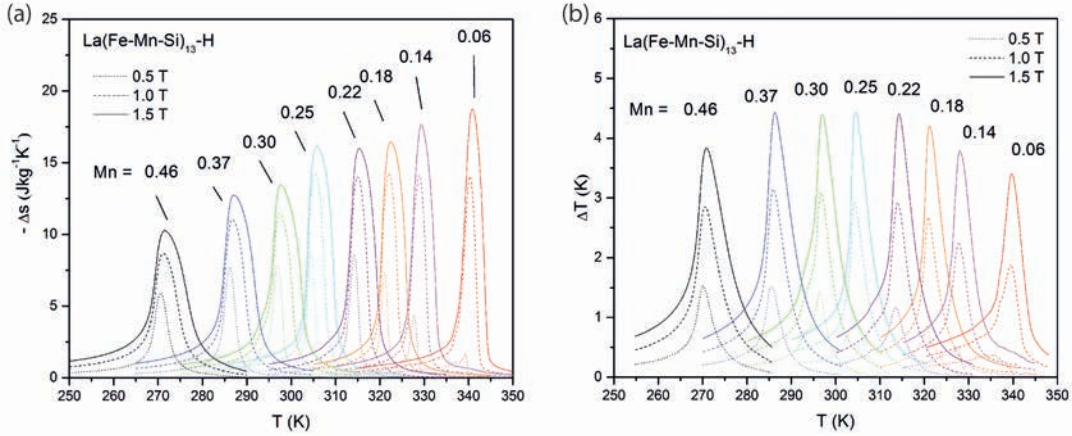 (a)
La(Fe-Mn-Si)13-H
0.5 T
1.0 T
1.5 T
Mn = 0.46
0.37
0.30
0.25
0.22
0.18
0.14
0.06
- Δs (Jkg-1K-1)
25
20
15
10
5
0
250 260 270 280 290 300 310 320 330 340 350
T (K)
(b)
La(Fe-Mn-Si)13-H
0.5 T
1.0 T
1.5 T
Mn = 0.46
0.37
0.30
0.25
0.22
0.18
0.14
0.06
ΔT (K)
6
5
4
3
2
1
0
250 260 270 280 290 300 310 320 330 340 350
T (K)